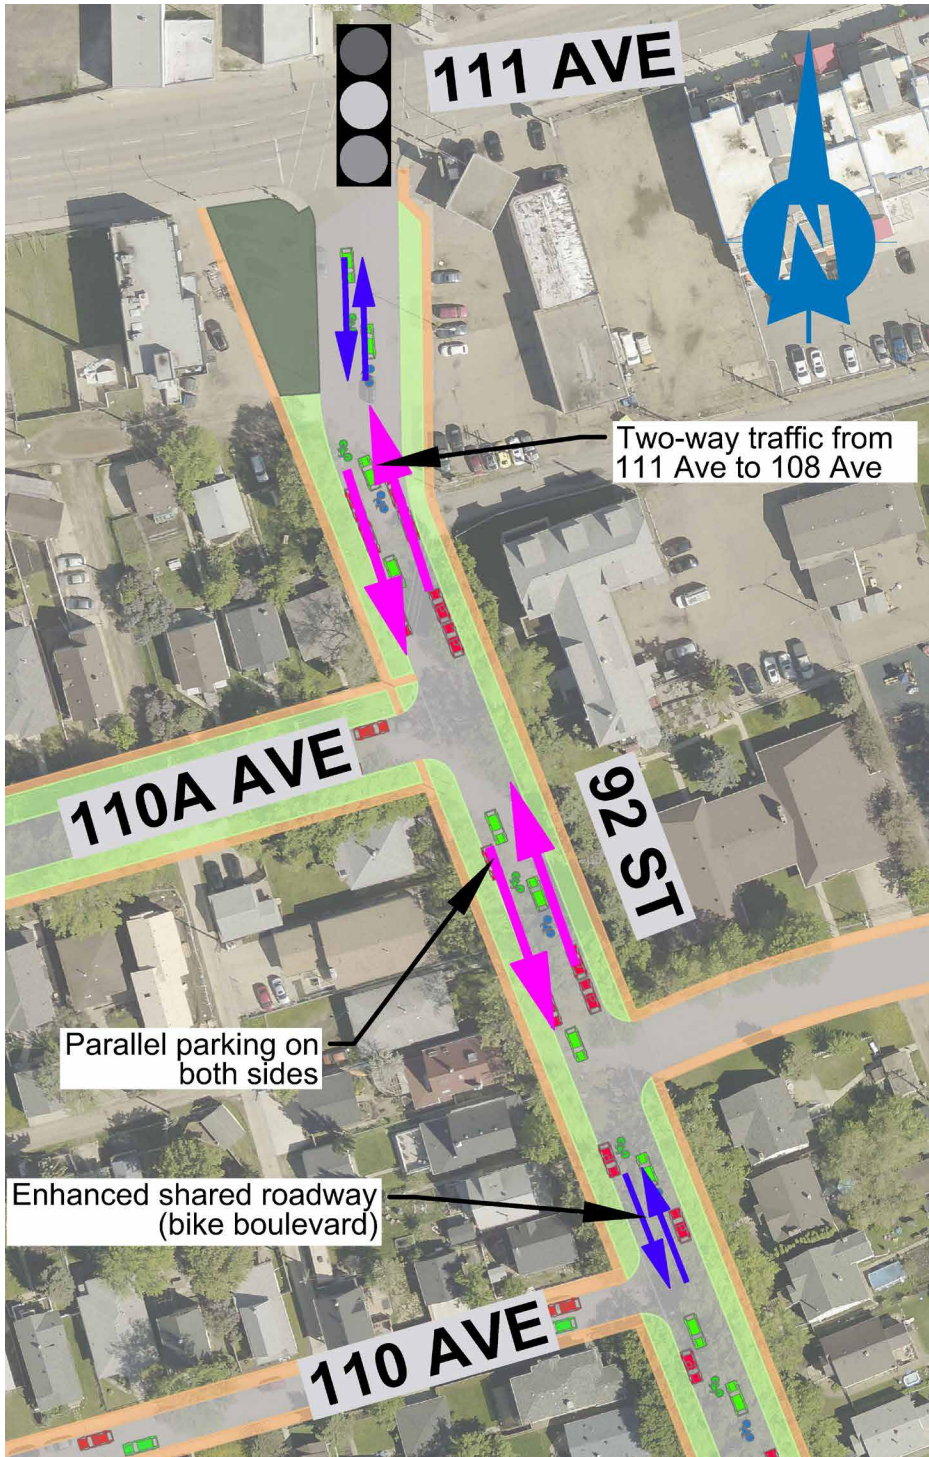 111 AVE
N
Two-way traffic from
111 Ave to 108 Ave
110A AVE
92 ST
Parallel parking on
both sides
Enhanced shared roadway
(bike boulevard)
110 AVE